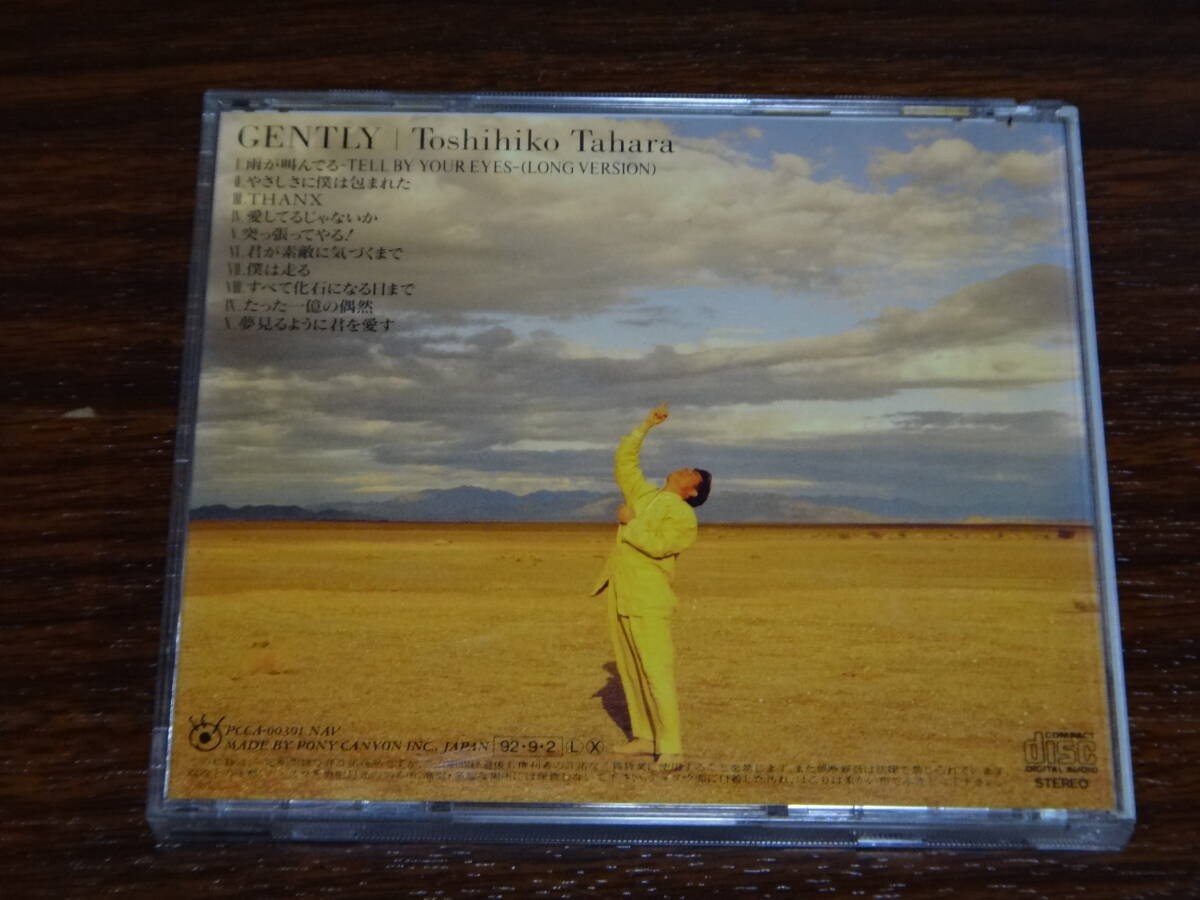 GENTLY | Toshihiko Tahara
I.雨が叫んでる-TELL BY YOUR EYES-(LONG VERSION)
II.やさしさに僕は包まれた
III.THANX
IV.愛してるじゃないか
V.突っ張ってやる!
VI.君が素敵に気づくまで
VII.僕は走る
VIII.すべて化石になる日まで
IX.たった一億の偶然
X.夢見るように君を愛す
PCCA-00391 NAV
MADE BY PONY CANYON INC., JAPAN 92・9・2 L X
COMPACT
disc
DIGITAL AUDIO
STEREO